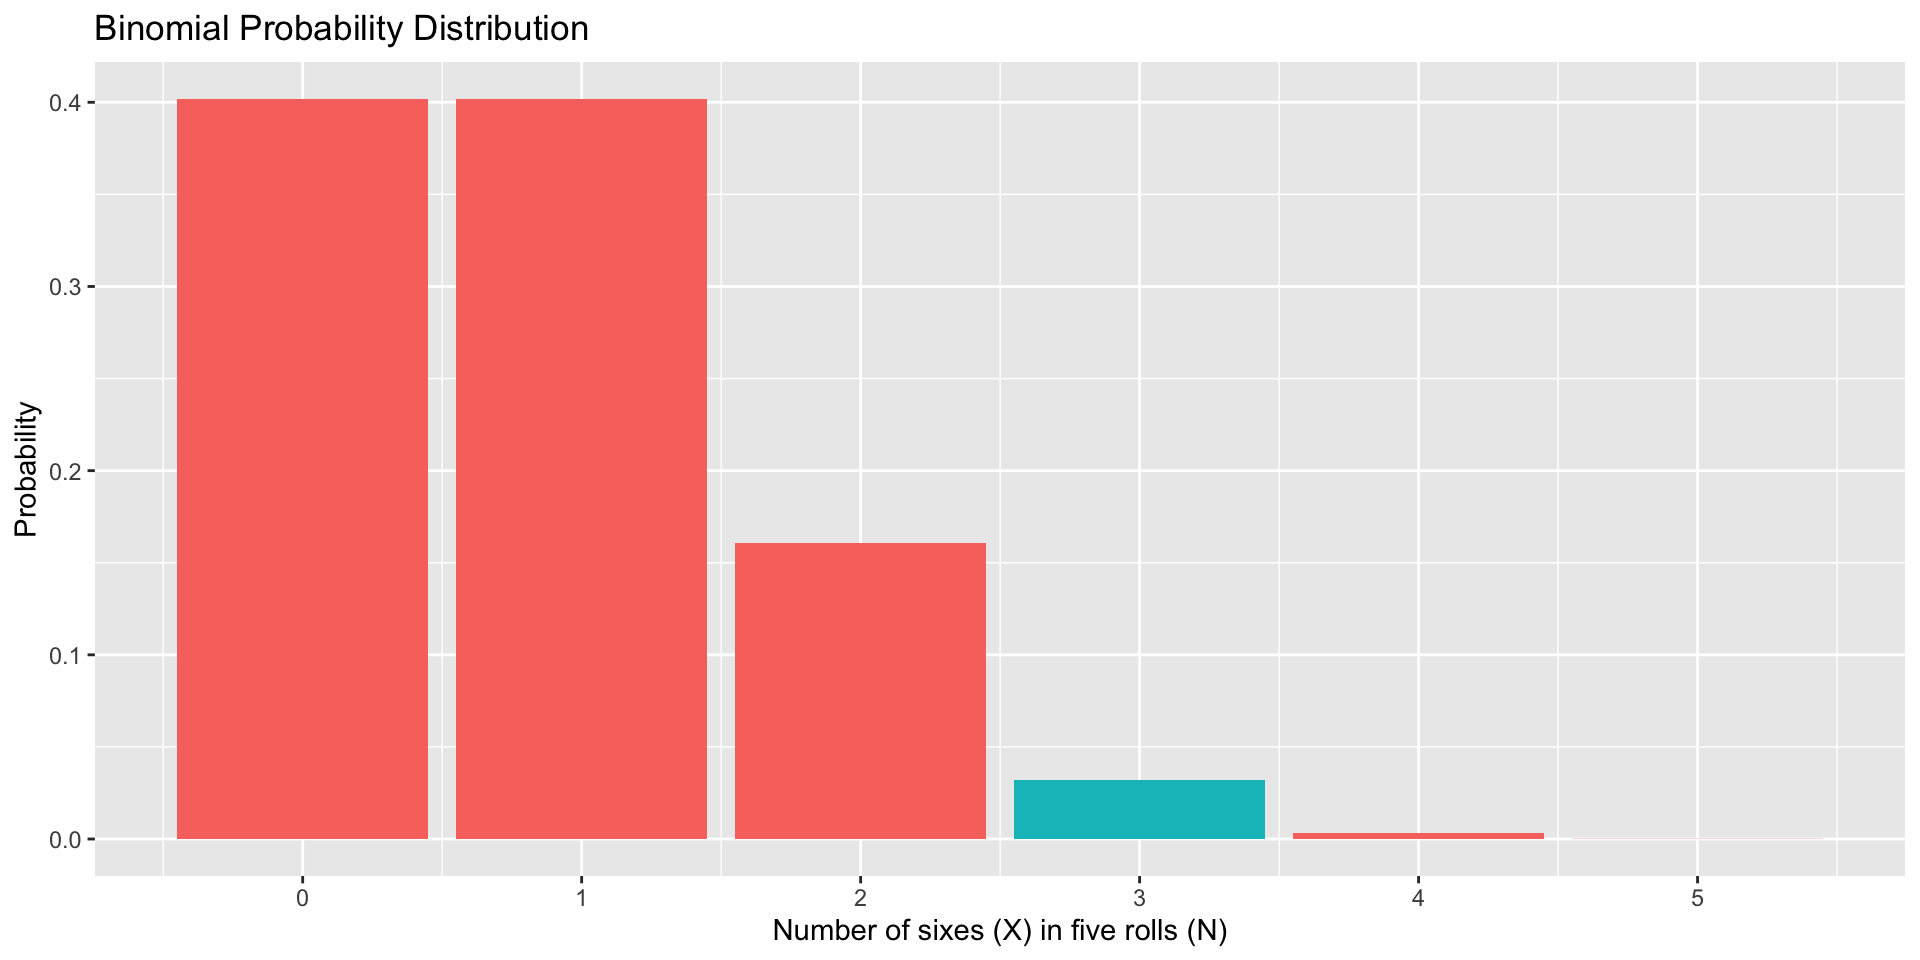 Binomial Probability Distribution
Probability
0.4
0.3
0.2
0.1
0.0
0 1 2 3 4 5
Number of sixes (X) in five rolls (N)